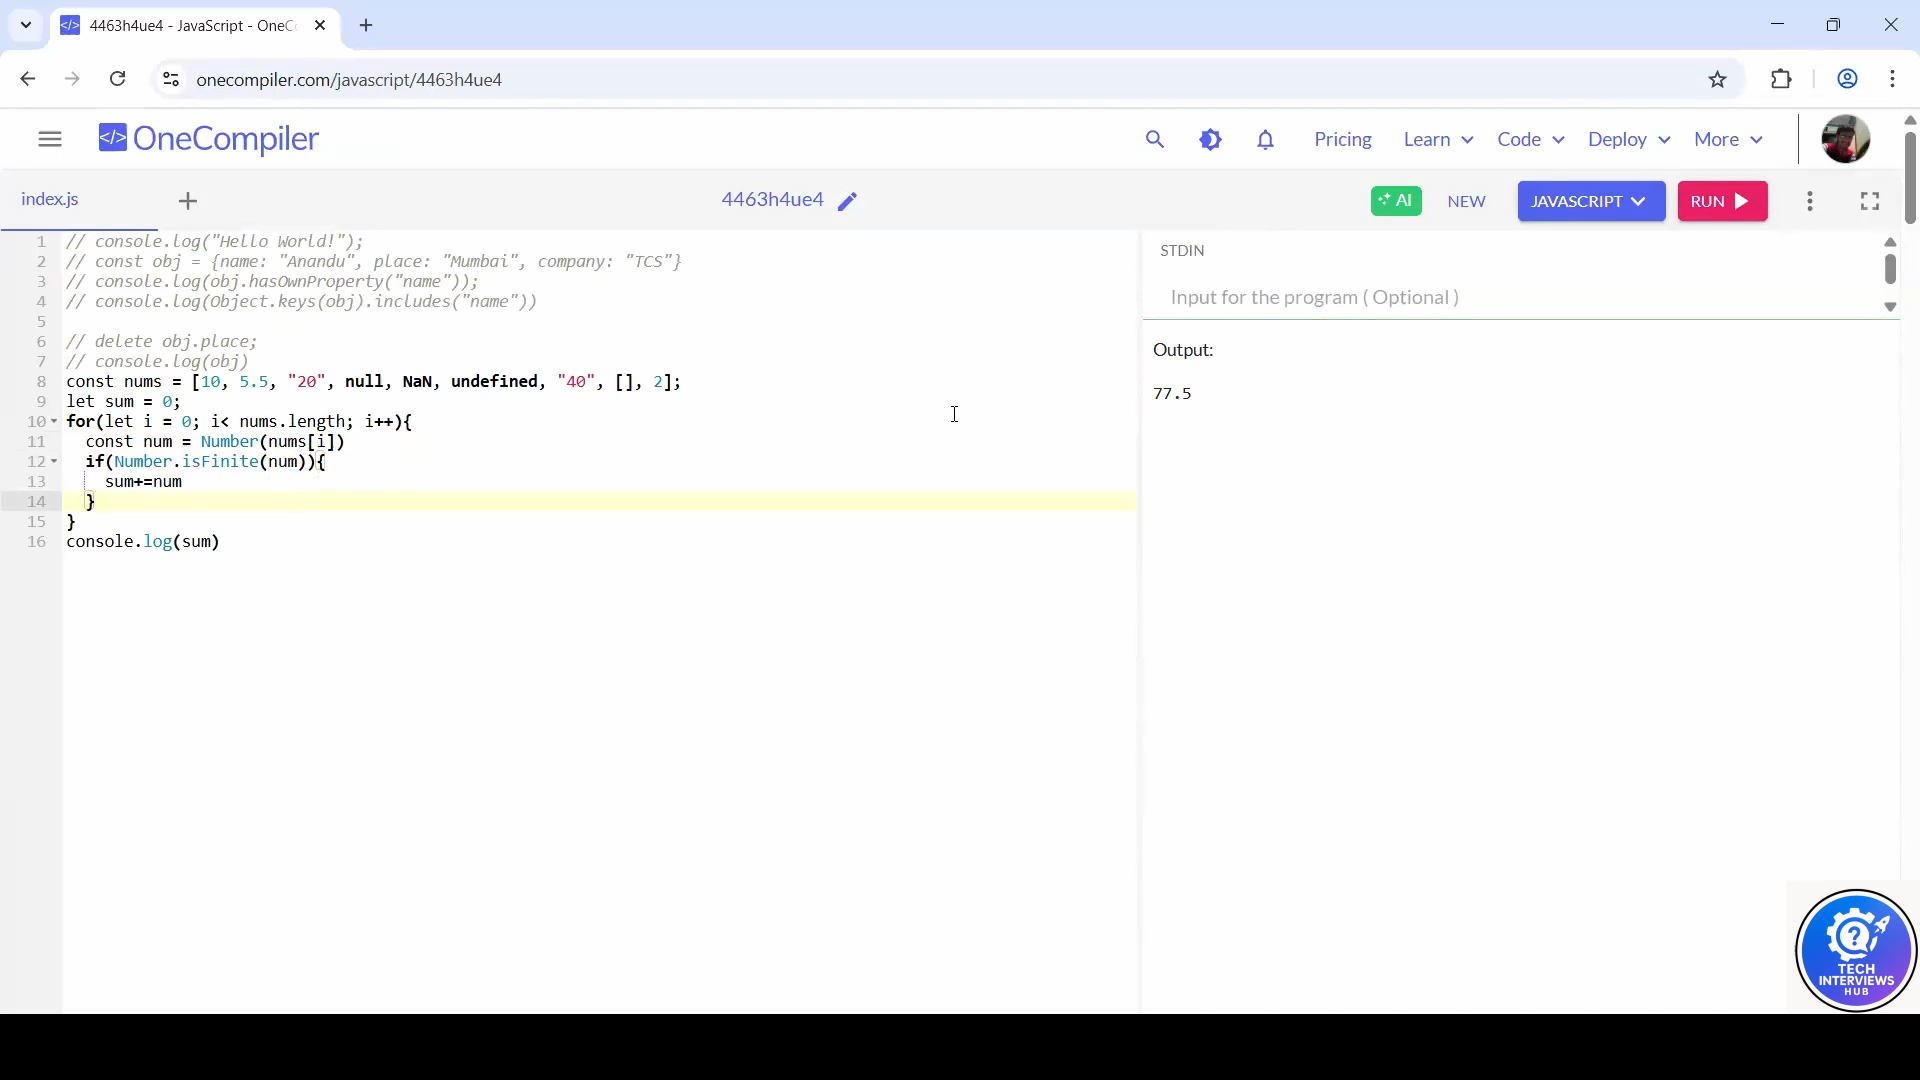 4463h4ue4 - JavaScript - OneC
onecompiler.com/javascript/4463h4ue4
</> OneCompiler
Pricing Learn Code Deploy More
index.js
4463h4ue4
AI NEW JAVASCRIPT RUN
1 // console.log("Hello World!");
2 // const obj = {name: "Anandu", place: "Mumbai", company: "TCS"}
3 // console.log(obj.hasOwnProperty("name"));
4 // console.log(Object.keys(obj).includes("name"))
5
6 // delete obj.place;
7 // console.log(obj)
8 const nums = [10, 5.5, "20", null, NaN, undefined, "40", [], 2];
9 let sum = 0;
10 for(let i = 0; i< nums.length; i++){
11 const num = Number(nums[i])
12 if(Number.isFinite(num)){
13 sum+=num
14 }
15 }
16 console.log(sum)
STDIN
Input for the program ( Optional )
Output:
77.5
?
TECH
INTERVIEWS
HUB